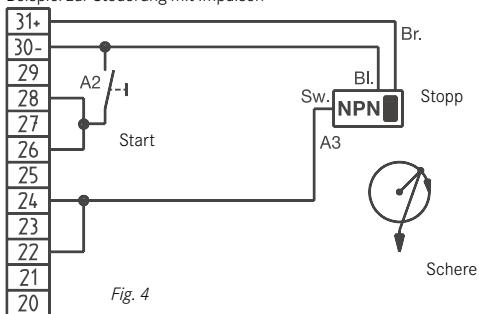 Beispiel zur Steuerung mit Impulsen
31+
Br.
30-
29
A2
Bl.
28
Sw.
NPN
Stopp
27
Start
A3
26
25
24
23
22
Schere
21
Fig. 4
20